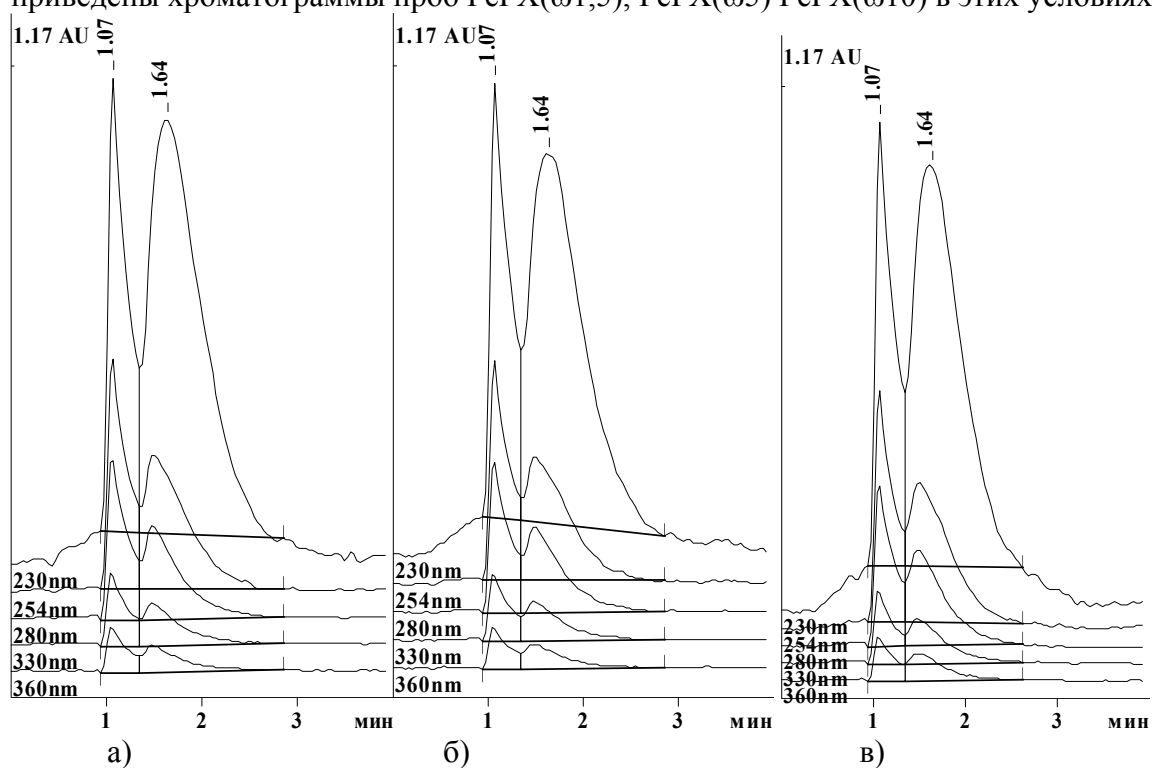 приведены хроматограммы проб ГсГХ(ω1,5), ГсГХ(ω5) ГсГХ(ω10) в этих условиях
1.17 AU
1.07
1.64
230nm
254nm
280nm
330nm
360nm
1
2
3
мин
а)
1.17 AU
1.07
1.64
230nm
254nm
280nm
330nm
360nm
1
2
3
мин
б)
1.17 AU
1.07
1.64
230nm
254nm
280nm
330nm
360nm
1
2
3
мин
в)